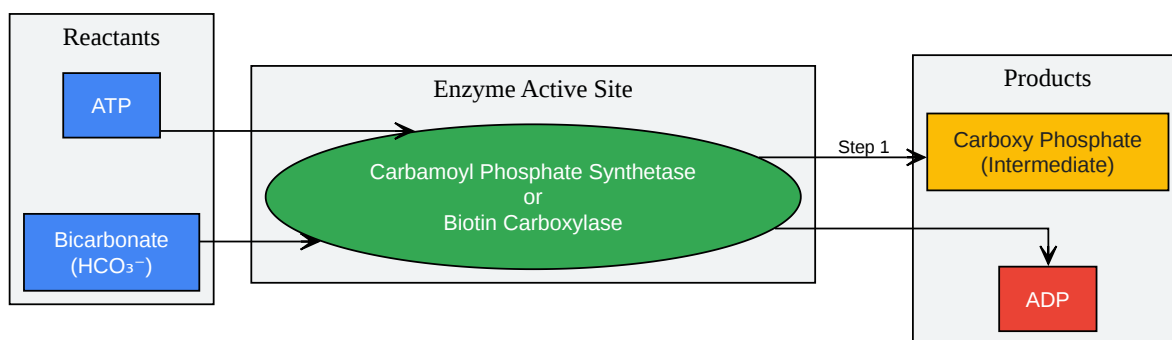 Reactants
ATP
Bicarbonate
(HCO₃⁻)
Enzyme Active Site
Carbamoyl Phosphate Synthetase
or
Biotin Carboxylase
Step 1
Products
Carboxy Phosphate
(Intermediate)
ADP